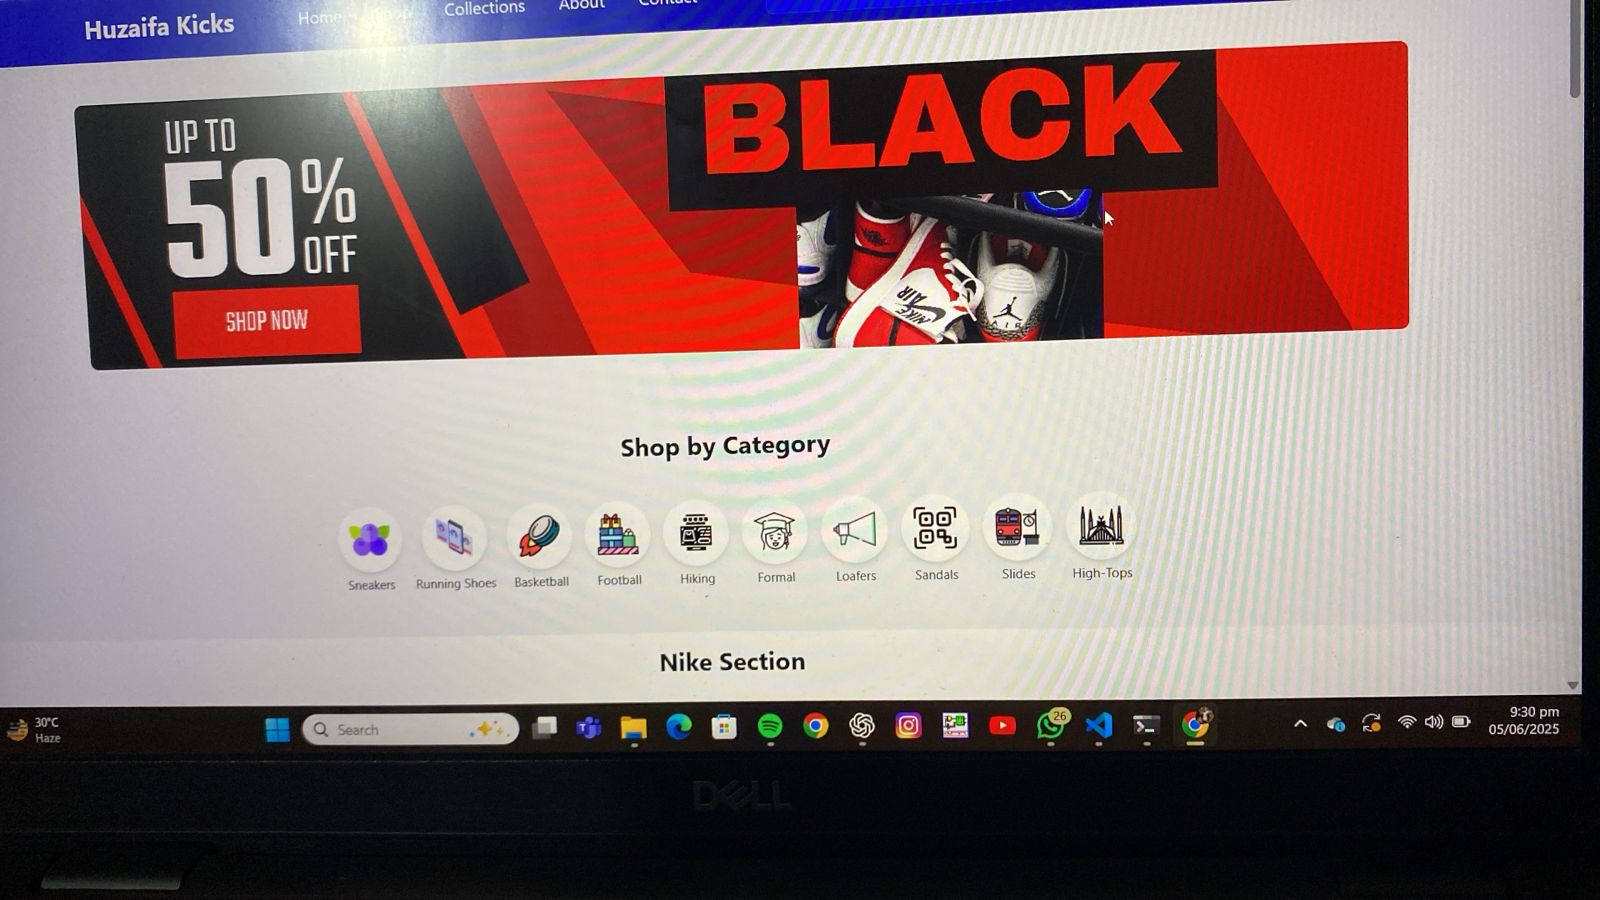 Huzaifa Kicks
Home Shop Collections About Contact
UP TO
50%
OFF
SHOP NOW
BLACK
NIKE AIR
AIR
Shop by Category
Sneakers Running Shoes Basketball Football Hiking Formal Loafers Sandals Slides High-Tops
Nike Section
30°C
Haze
Search
26
9:30 pm
05/06/2025
DELL